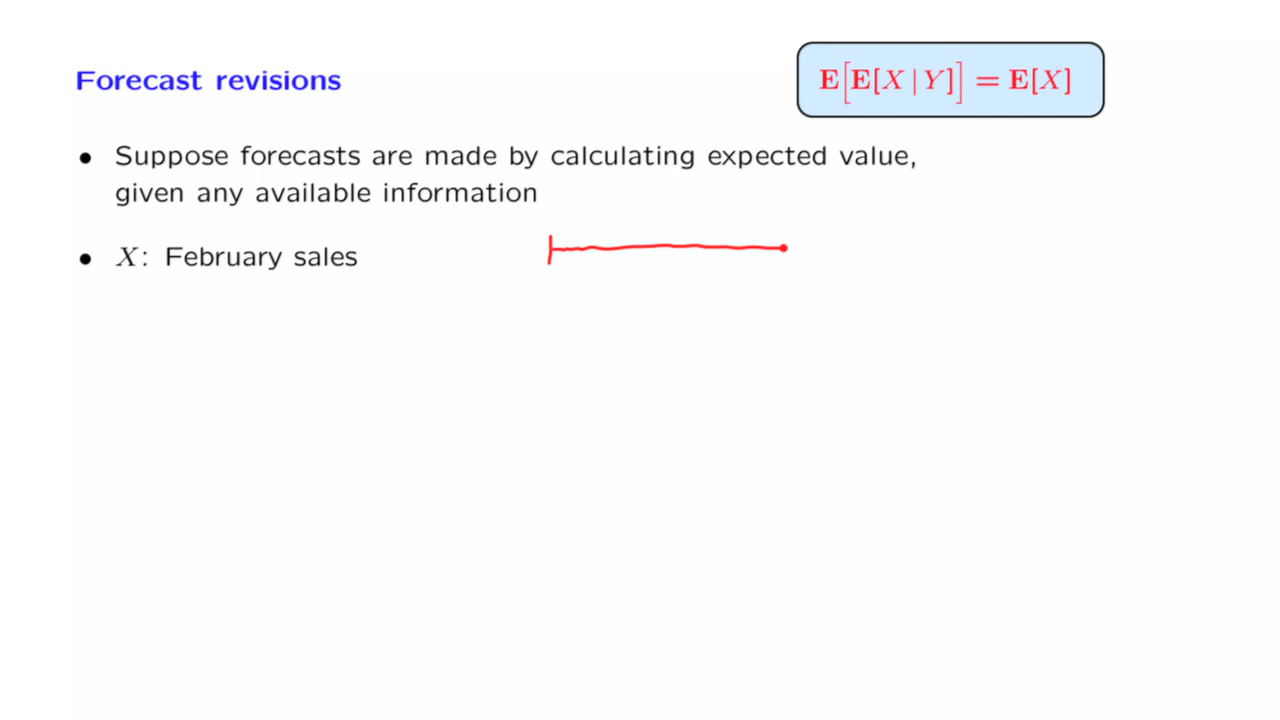 Forecast revisions
E[E[X | Y]] = E[X]
• Suppose forecasts are made by calculating expected value,
given any available information
• X: February sales